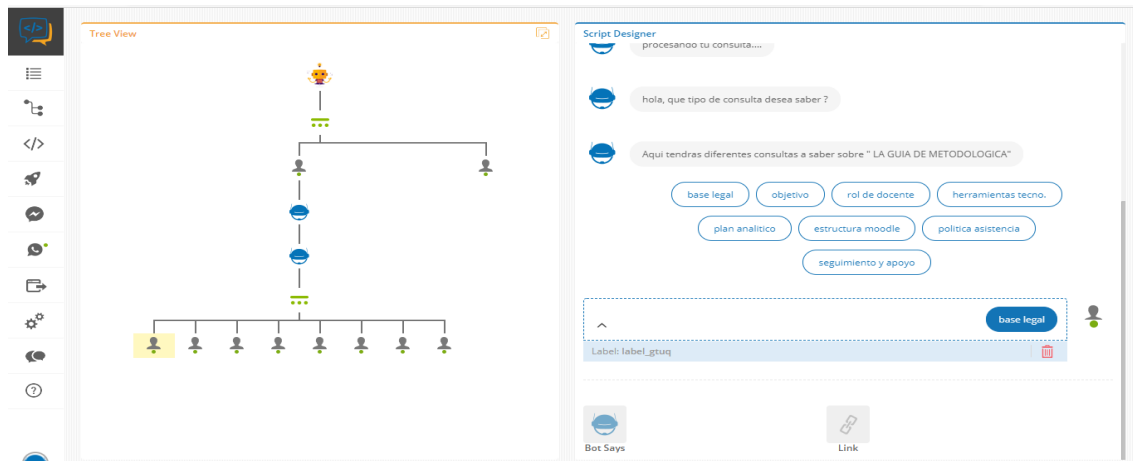 Tree View
Script Designer
procesando tu consulta....
hola, que tipo de consulta desea saber ?
Aqui tendras diferentes consultas a saber sobre " LA GUIA DE METODOLOGICA"
base legal
objetivo
rol de docente
herramientas tecno.
plan analitico
estructura moodle
politica asistencia
seguimiento y apoyo
base legal
Label: label_gtuq
Bot Says
Link